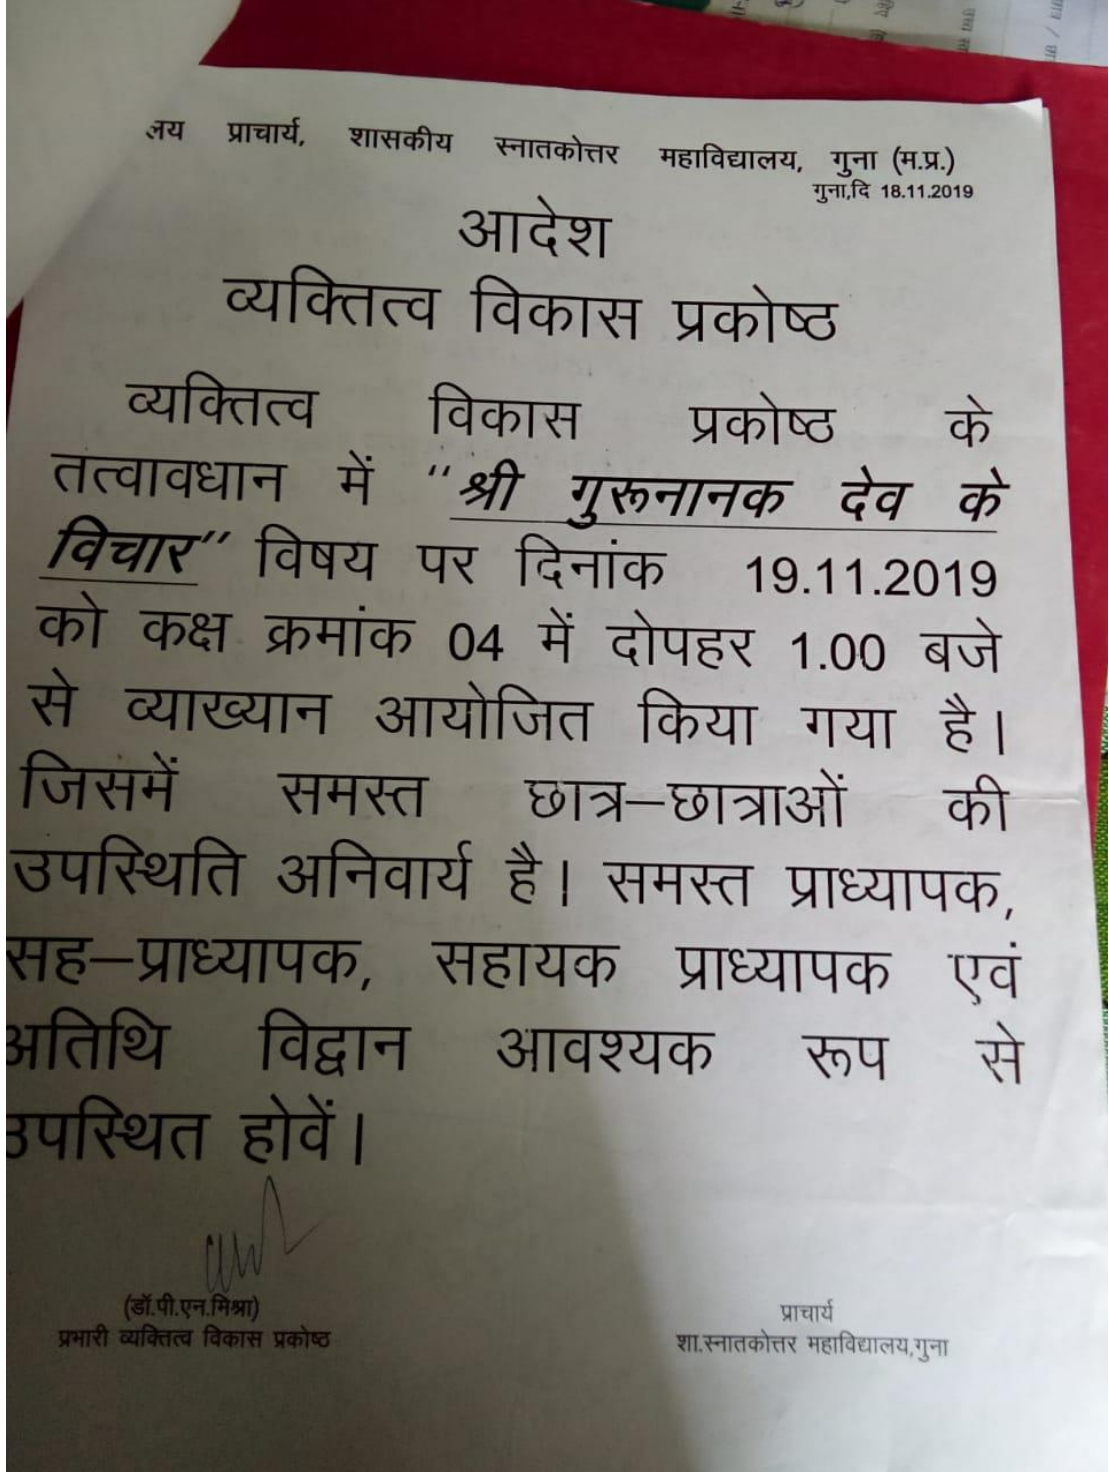 लय प्राचार्य, शासकीय स्नातकोत्तर महाविद्यालय, गुना (म.प्र.)
गुना,दि 18.11.2019
आदेश
व्यक्तित्व विकास प्रकोष्ठ
व्यक्तित्व विकास प्रकोष्ठ के
तत्वावधान में "श्री गुरूनानक देव के
विचार" विषय पर दिनांक 19.11.2019
को कक्ष क्रमांक 04 में दोपहर 1.00 बजे
से व्याख्यान आयोजित किया गया है।
जिसमें समस्त छात्र–छात्राओं की
उपस्थिति अनिवार्य है। समस्त प्राध्यापक,
सह–प्राध्यापक, सहायक प्राध्यापक एवं
अतिथि विद्वान आवश्यक रूप से
उपस्थित होवें।
(डॉ.पी.एन.मिश्रा)
प्रभारी व्यक्तित्व विकास प्रकोष्ठ
प्राचार्य
शा.स्नातकोत्तर महाविद्यालय,गुना